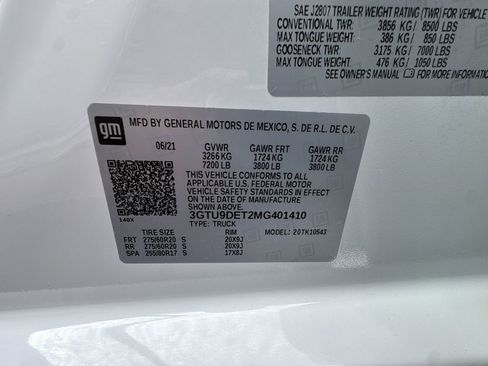 SAE J2807 TRAILER WEIGHT RATING (TWR) FOR VEHICLE
CONVENTIONAL TWR: 3856 KG / 8500 LBS
MAX TONGUE WEIGHT: 386 KG / 850 LBS
GOOSENECK TWR: 3175 KG / 7000 LBS
MAX TONGUE WEIGHT: 476 KG / 1050 LBS
SEE OWNER'S MANUAL FOR MORE
gm
MFD BY GENERAL MOTORS DE MEXICO, S. DE R.L. DE C.V.
06/21 GVWR GAWR FRT GAWR RR
3266 KG 1724 KG 1724 KG
7200 LB 3800 LB 3800 LB
THIS VEHICLE CONFORMS TO ALL
APPLICABLE U.S. FEDERAL MOTOR
VEHICLE SAFETY STANDARDS IN EFFECT ON
THE DATE OF MANUFACTURE SHOWN ABOVE.
3GTU9DET2MG401410
TYPE: TRUCK
148X
TIRE SIZE RIM MODEL: 20TK10543
FRT 275/60R20 S 20X9J
RR 275/60R20 S 20X9J
SPA 255/80R17 S 17X8J